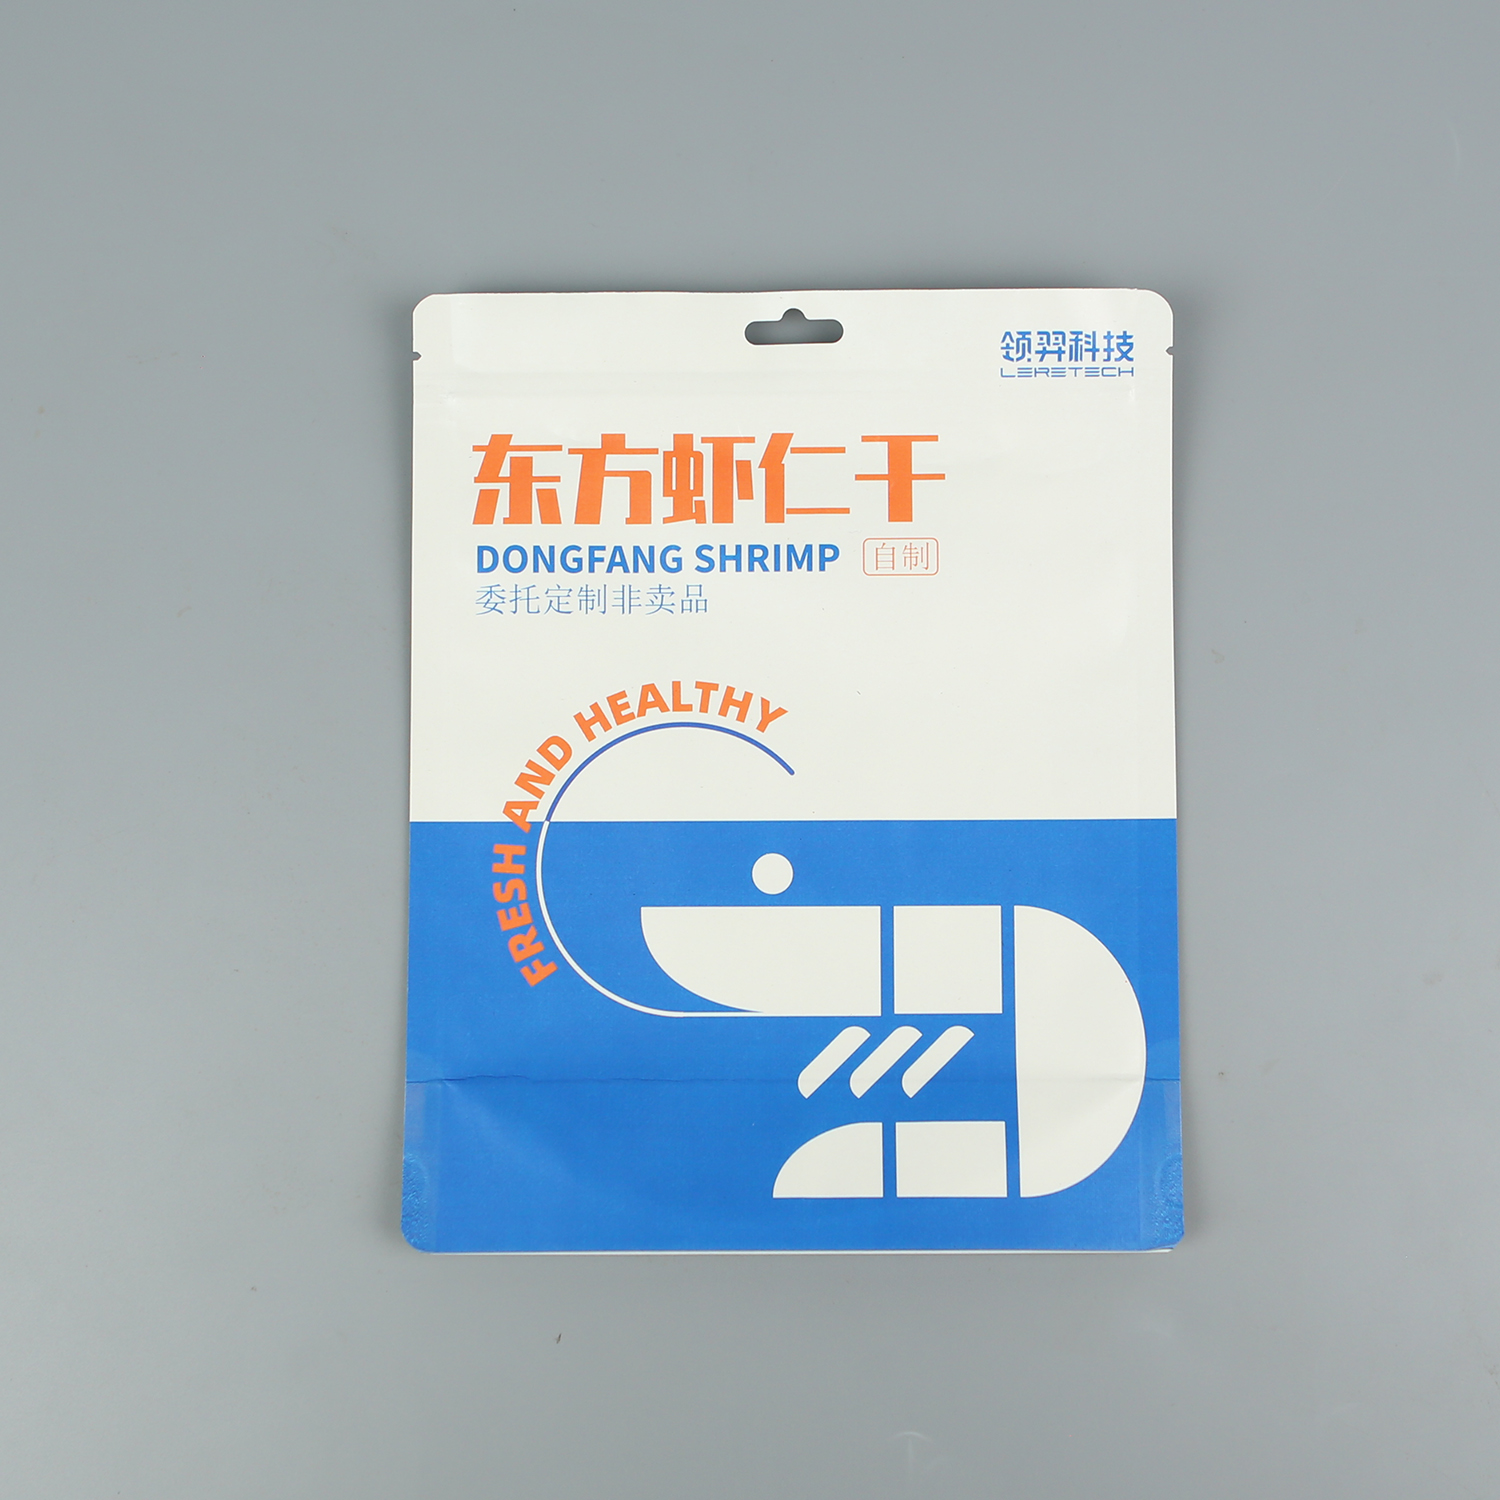 领羿科技
LERETECH
东方虾仁干
DONGFANG SHRIMP 自制
委托定制非卖品
FRESH AND HEALTHY